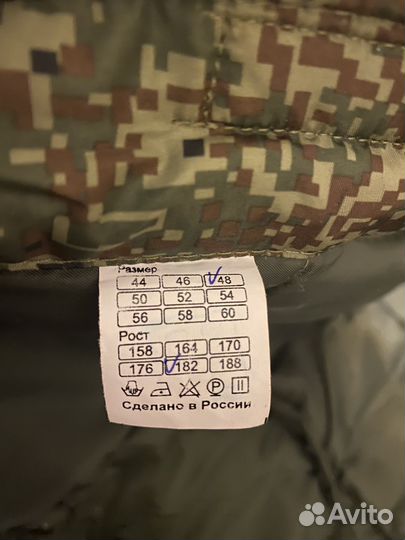 Размер
44 46 48
50 52 54
56 58 60
Рост
158 164 170
176 182 188
P
Сделано в России
Avito